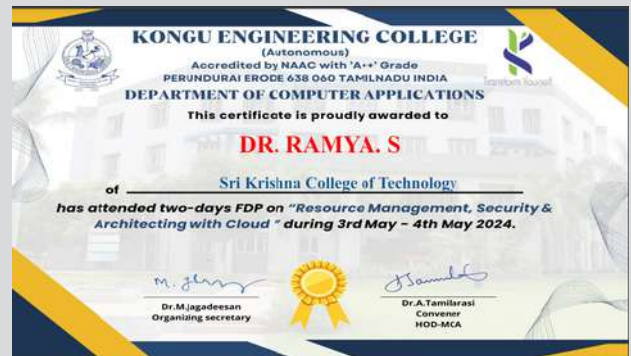 KONGU ENGINEERING COLLEGE
(Autonomous)
Accredited by NAAC with 'A++' Grade
PERUNDURAI ERODE 638 060 TAMILNADU INDIA
Transform Yourself
DEPARTMENT OF COMPUTER APPLICATIONS
This certificate is proudly awarded to
DR. RAMYA. S
of Sri Krishna College of Technology
has attended two-days FDP on “Resource Management, Security &
Architecting with Cloud ” during 3rd May – 4th May 2024.
Dr.M.Jagadeesan
Organizing secretary
Dr.A.Tamilarasi
Convener
HOD-MCA